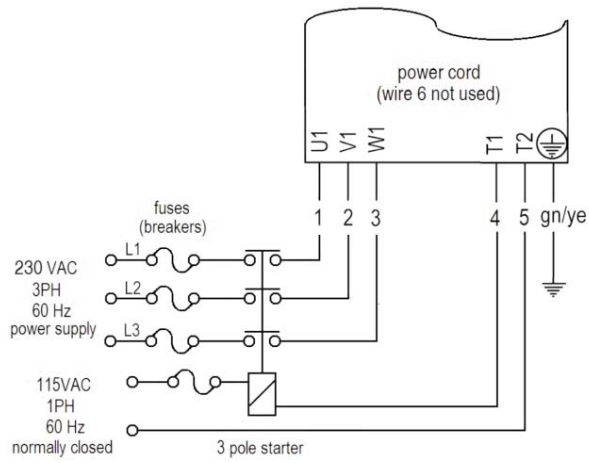 power cord
(wire 6 not used)
U1
V1
W1
T1
T2
1
2
3
4
5
gn/ye
fuses
(breakers)
L1
230 VAC
3PH
60 Hz
power supply
L2
L3
115VAC
1PH
60 Hz
normally closed
3 pole starter